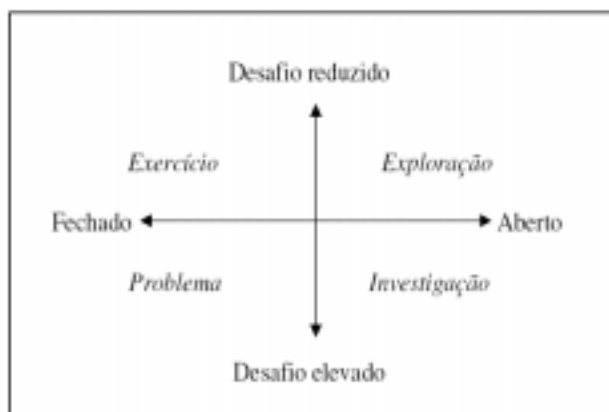 Desafio reduzido
Exercício Exploração
Fechado Aberto
Problema Investigação
Desafio elevado